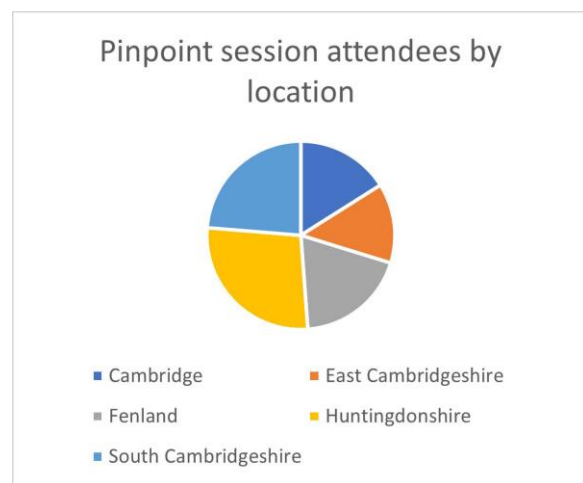 Pinpoint session attendees by
location
Cambridge
East Cambridgeshire
Fenland
Huntingdonshire
South Cambridgeshire